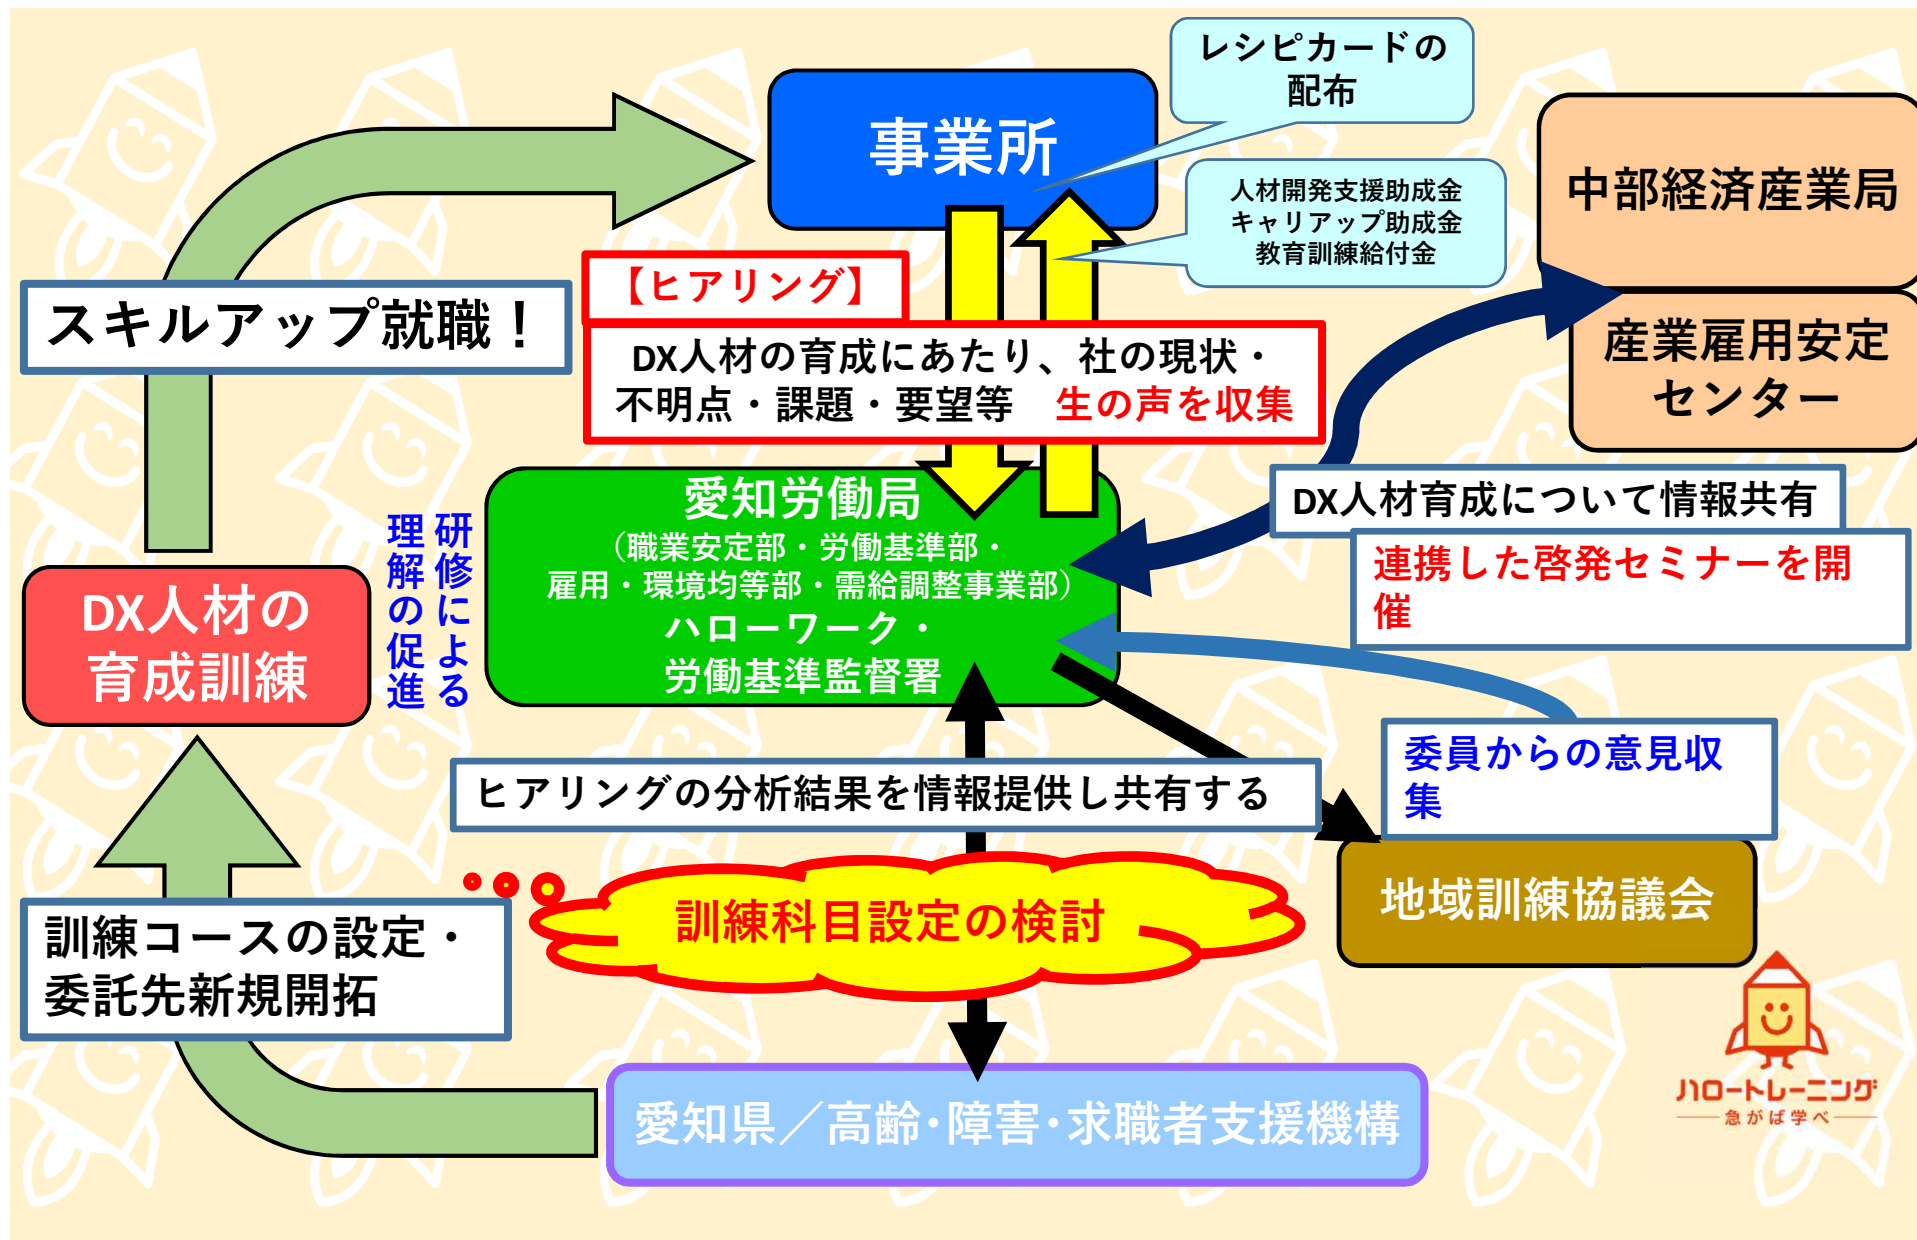 レシピカードの
配布
事業所
人材開発支援助成金
キャリアップ助成金
教育訓練給付金
中部経済産業局
産業雇用安定
センター
スキルアップ就職！
【ヒアリング】
DX人材の育成にあたり、社の現状・
不明点・課題・要望等　生の声を収集
愛知労働局
（職業安定部・労働基準部・
雇用・環境均等部・需給調整事業部）
ハローワーク・
労働基準監督署
DX人材育成について情報共有
連携した啓発セミナーを開
催
研修による
理解の促進
DX人材の
育成訓練
委員からの意見収
集
ヒアリングの分析結果を情報提供し共有する
地域訓練協議会
訓練科目設定の検討
訓練コースの設定・
委託先新規開拓
愛知県／高齢･障害･求職者支援機構
ハロートレーニング
急がば学べ